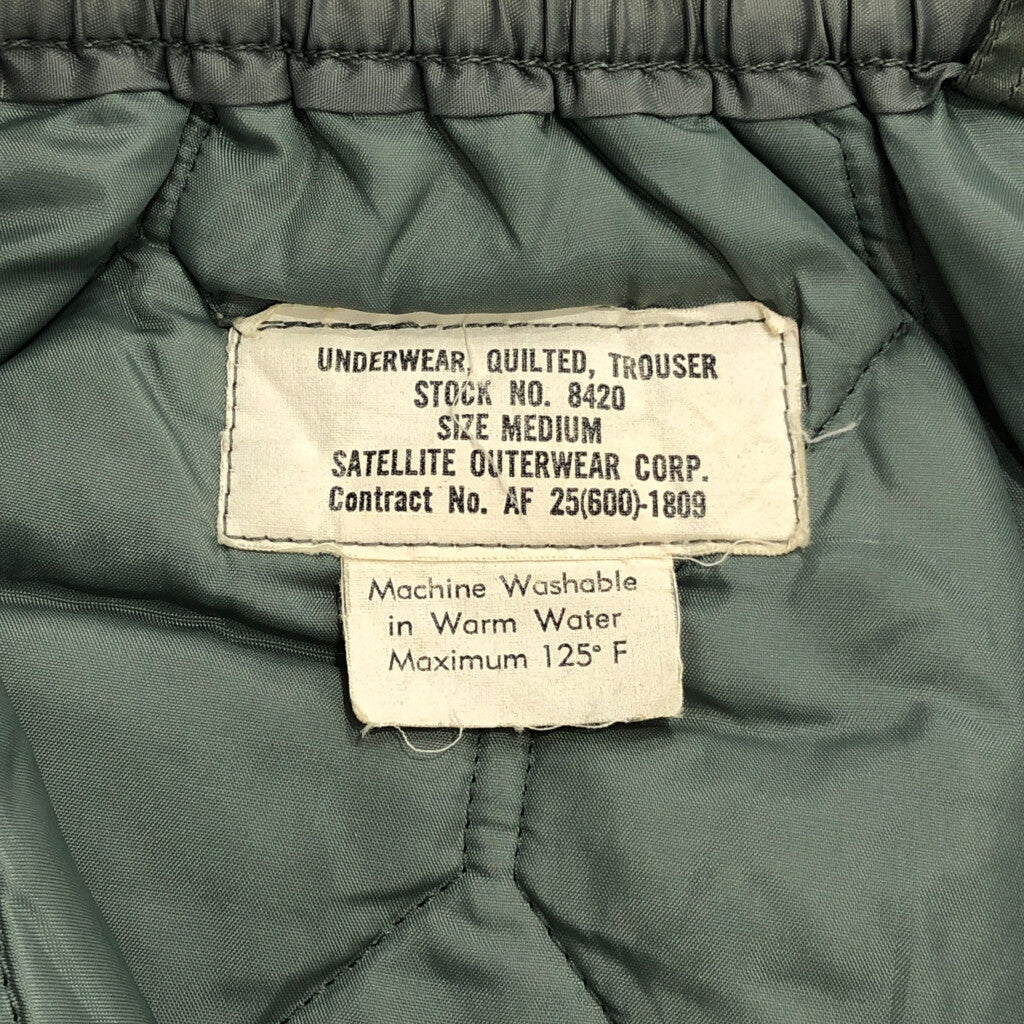 UNDERWEAR, QUILTED, TROUSER
STOCK NO. 8420
SIZE MEDIUM
SATELLITE OUTERWEAR CORP.
Contract No. AF 25(600)-1809
Machine Washable
in Warm Water
Maximum 125° F